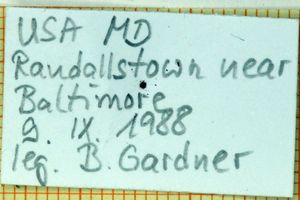 USA MD
Randallstown near
Baltimore
9. IX. 1988
leg. B. Gardner